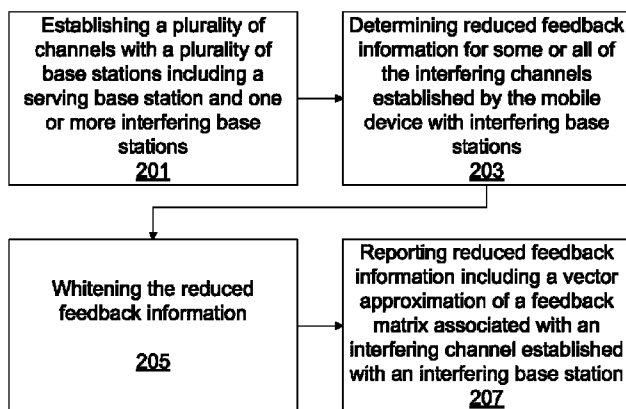 Establishing a plurality of
channels with a plurality of
base stations including a
serving base station and one
or more interfering base
stations
201
Determining reduced feedback
information for some or all of
the interfering channels
established by the mobile
device with interfering base
stations
203
Whitening the reduced
feedback information
205
Reporting reduced feedback
information including a vector
approximation of a feedback
matrix associated with an
interfering channel established
with an interfering base station
207